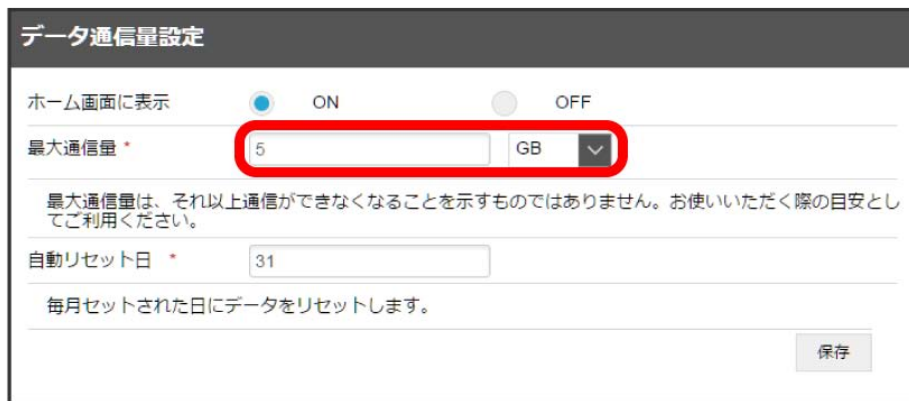 データ通信量設定
ホーム画面に表示 ON OFF
最大通信量 * 5 GB
最大通信量は、それ以上通信ができなくなることを示すものではありません。お使いいただく際の目安とし
てご利用ください。
自動リセット日 * 31
毎月セットされた日にデータをリセットします。
保存